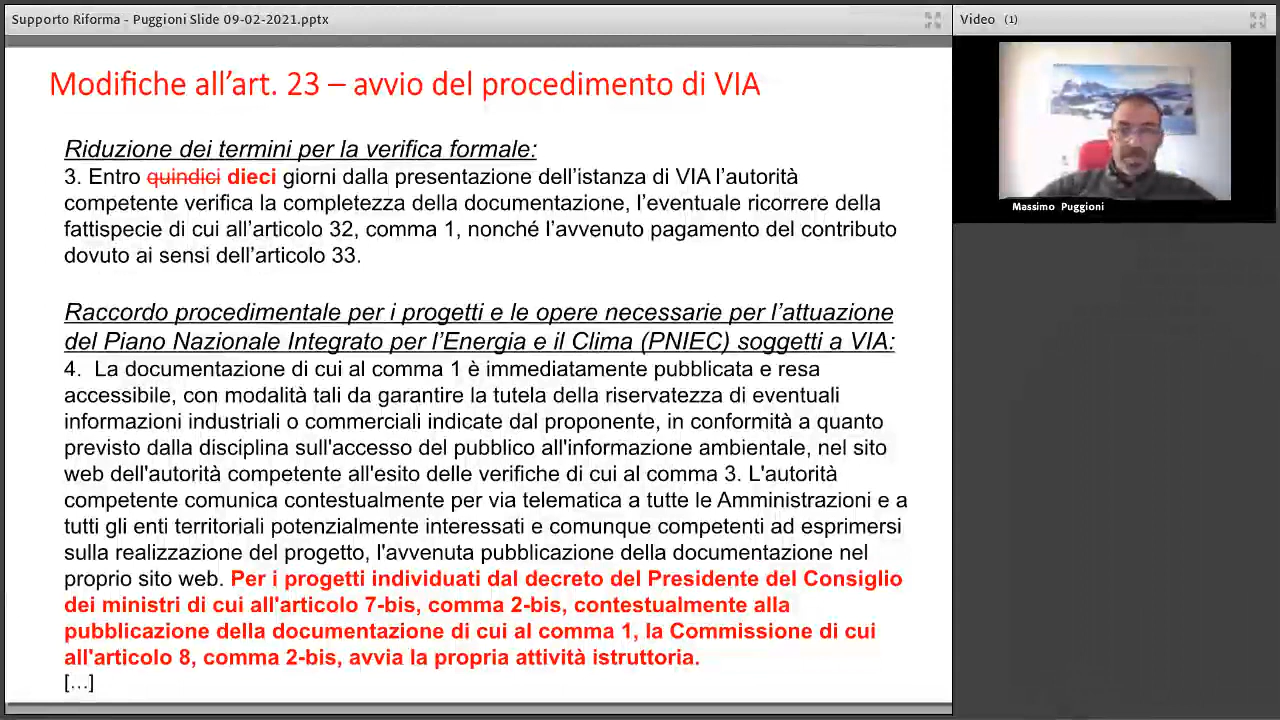 Supporto Riforma - Puggioni Slide 09-02-2021.pptx
Video (1)
Massimo Puggioni
Modifiche all’art. 23 – avvio del procedimento di VIA
Riduzione dei termini per la verifica formale:
3. Entro quindici dieci giorni dalla presentazione dell’istanza di VIA l’autorità
competente verifica la completezza della documentazione, l’eventuale ricorrere della
fattispecie di cui all’articolo 32, comma 1, nonché l’avvenuto pagamento del contributo
dovuto ai sensi dell’articolo 33.
Raccordo procedimentale per i progetti e le opere necessarie per l’attuazione
del Piano Nazionale Integrato per l’Energia e il Clima (PNIEC) soggetti a VIA:
4. La documentazione di cui al comma 1 è immediatamente pubblicata e resa
accessibile, con modalità tali da garantire la tutela della riservatezza di eventuali
informazioni industriali o commerciali indicate dal proponente, in conformità a quanto
previsto dalla disciplina sull'accesso del pubblico all'informazione ambientale, nel sito
web dell'autorità competente all'esito delle verifiche di cui al comma 3. L'autorità
competente comunica contestualmente per via telematica a tutte le Amministrazioni e a
tutti gli enti territoriali potenzialmente interessati e comunque competenti ad esprimersi
sulla realizzazione del progetto, l'avvenuta pubblicazione della documentazione nel
proprio sito web. Per i progetti individuati dal decreto del Presidente del Consiglio
dei ministri di cui all'articolo 7-bis, comma 2-bis, contestualmente alla
pubblicazione della documentazione di cui al comma 1, la Commissione di cui
all'articolo 8, comma 2-bis, avvia la propria attività istruttoria.
[…]